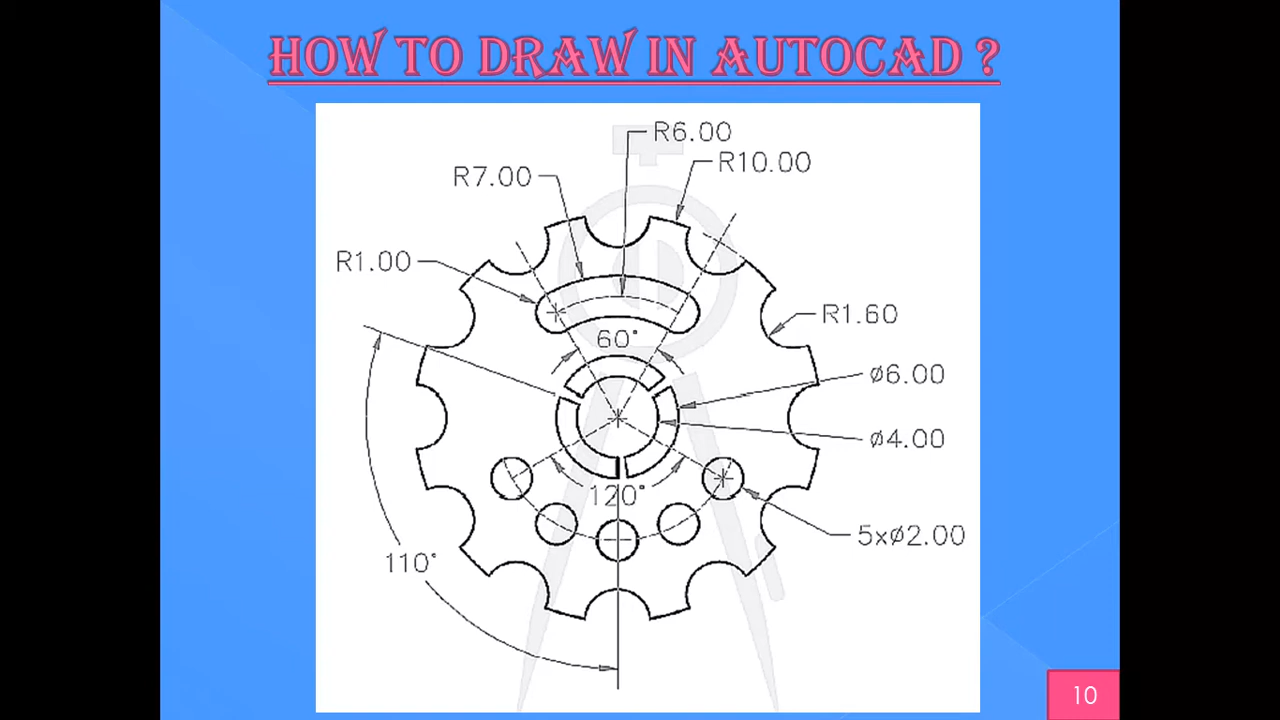 HOW TO DRAW IN AUTOCAD ?
R6.00
R10.00
R7.00
R1.00
R1.60
60°
ø6.00
ø4.00
120°
5xø2.00
110°
10